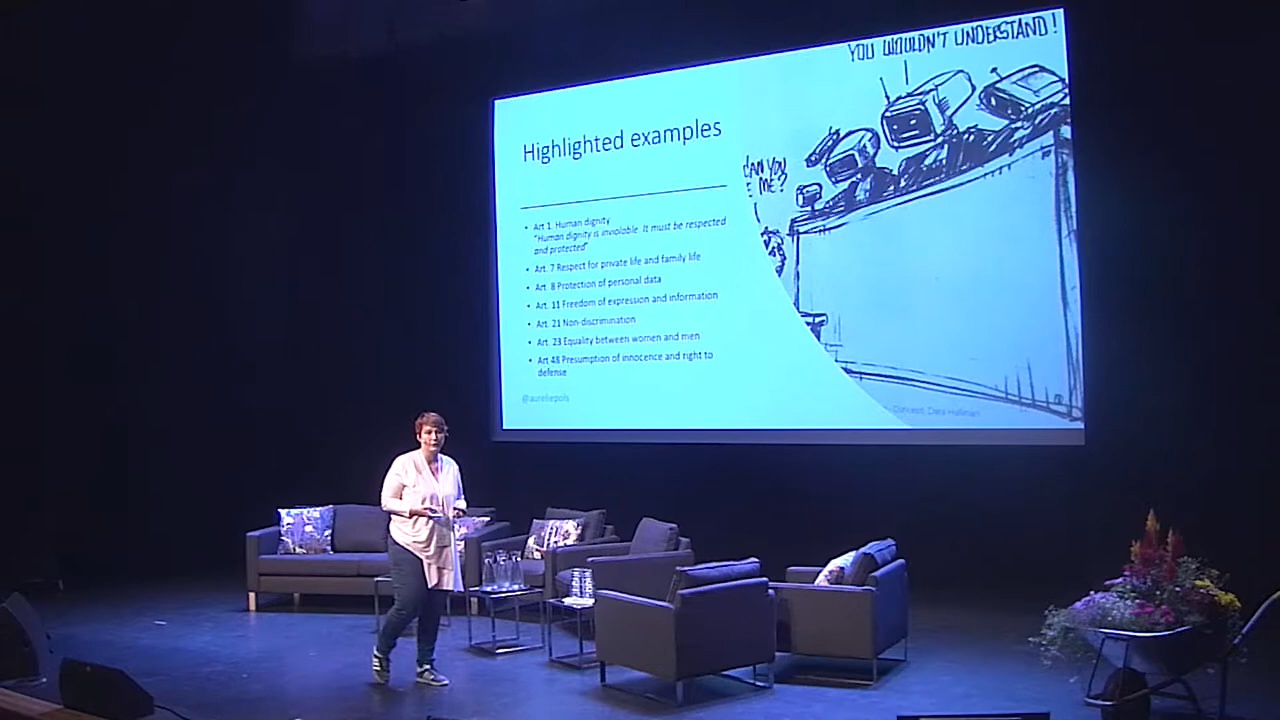 YOU WOULDN'T UNDERSTAND!
Highlighted examples
CAN YOU
E ME?
• Art 1. Human dignity
"Human dignity is inviolable. It must be respected
and protected"
• Art. 7 Respect for private life and family life
• Art. 8 Protection of personal data
• Art. 11 Freedom of expression and information
• Art. 21 Non-discrimination
• Art. 23 Equality between women and men
• Art 48 Presumption of innocence and right to
defense
@aureliepols
Concept: Dara Hallinan